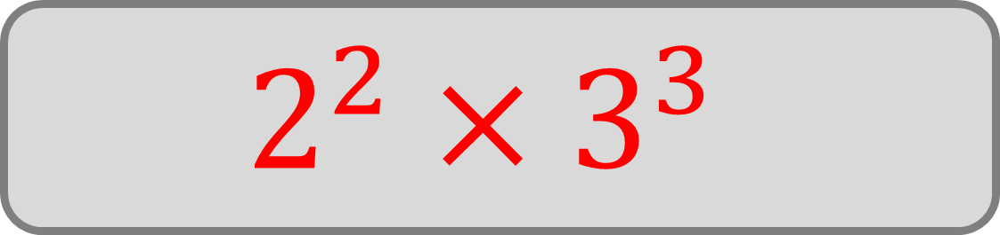 2² × 3³